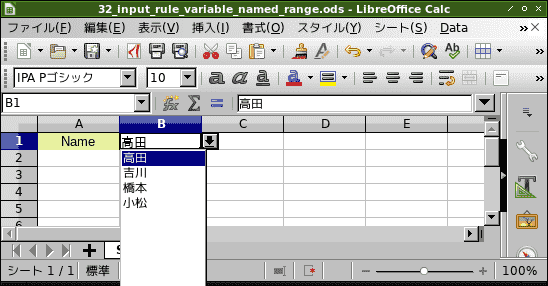 32_input_rule_variable_named_range.ods - LibreOffice Calc
ファイル(F) 編集(E) 表示(V) 挿入(I) 書式(O) スタイル(Y) シート(S) Data
IPA Pゴシック 10 a a a a
B1 fx Σ = 高田
A B C D E
1 Name 高田
2 高田
3 吉川
4 橋本
5 小松
6
シート 1 / 1 標準 100%